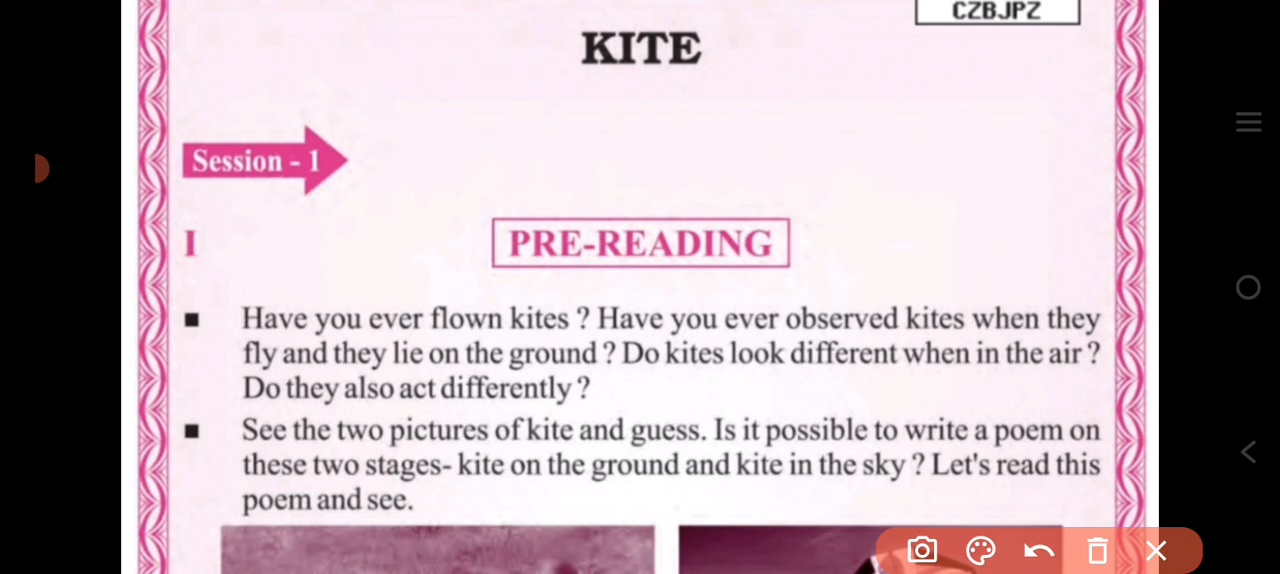 CZBJPZ
KITE
Session - 1
I
PRE-READING
■ Have you ever flown kites ? Have you ever observed kites when they
fly and they lie on the ground ? Do kites look different when in the air ?
Do they also act differently ?
■ See the two pictures of kite and guess. Is it possible to write a poem on
these two stages- kite on the ground and kite in the sky ? Let's read this
poem and see.